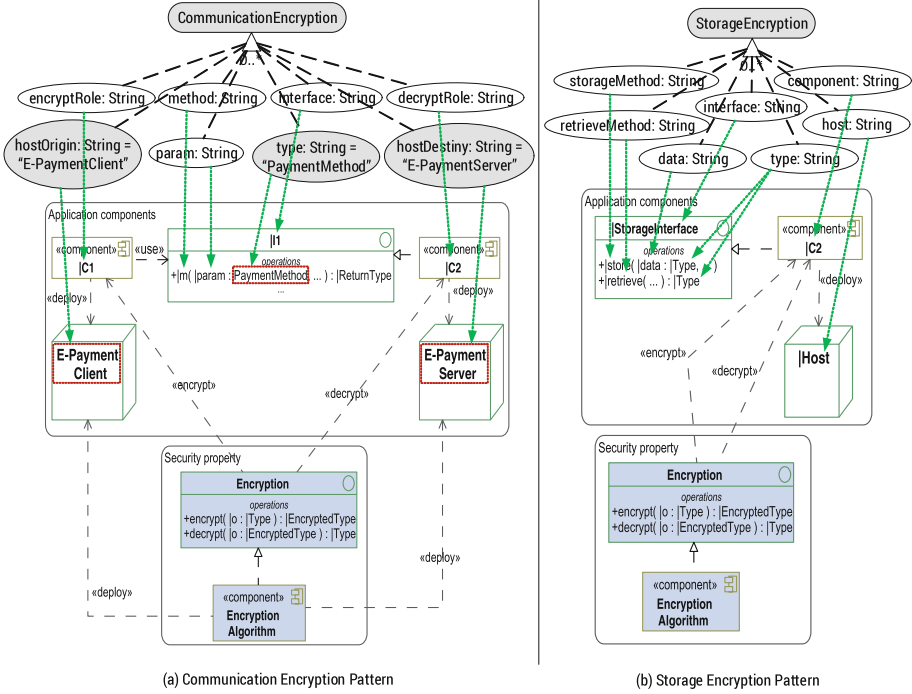 CommunicationEncryption
0..*
encryptRole: String
method: String
interface: String
decryptRole: String
hostOrigin: String =
“E-PaymentClient”
param: String
type: String =
“PaymentMethod”
hostDestiny: String =
“E-PaymentServer”
Application components
«component»
|C1
«use»
|I1
operations
+|m( |param : |PaymentMethod, ... ) : |ReturnType
...
«component»
|C2
«deploy»
«deploy»
E-Payment
Client
E-Payment
Server
«encrypt»
«decrypt»
Security property
Encryption
operations
+encrypt( |o : |Type ) : |EncryptedType
+decrypt( |o : |EncryptedType ) : |Type
«deploy»
«deploy»
«component»
Encryption
Algorithm
(a) Communication Encryption Pattern
StorageEncryption
0..*
storageMethod: String
component: String
interface: String
retrieveMethod: String
host: String
data: String
type: String
Application components
|StorageInterface
operations
+|store( |data : |Type, ... )
+|retrieve( ... ) : |Type
«component»
|C2
«deploy»
|Host
«encrypt»
«decrypt»
Security property
Encryption
operations
+encrypt( |o : |Type ) : |EncryptedType
+decrypt( |o : |EncryptedType ) : |Type
«component»
Encryption
Algorithm
(b) Storage Encryption Pattern